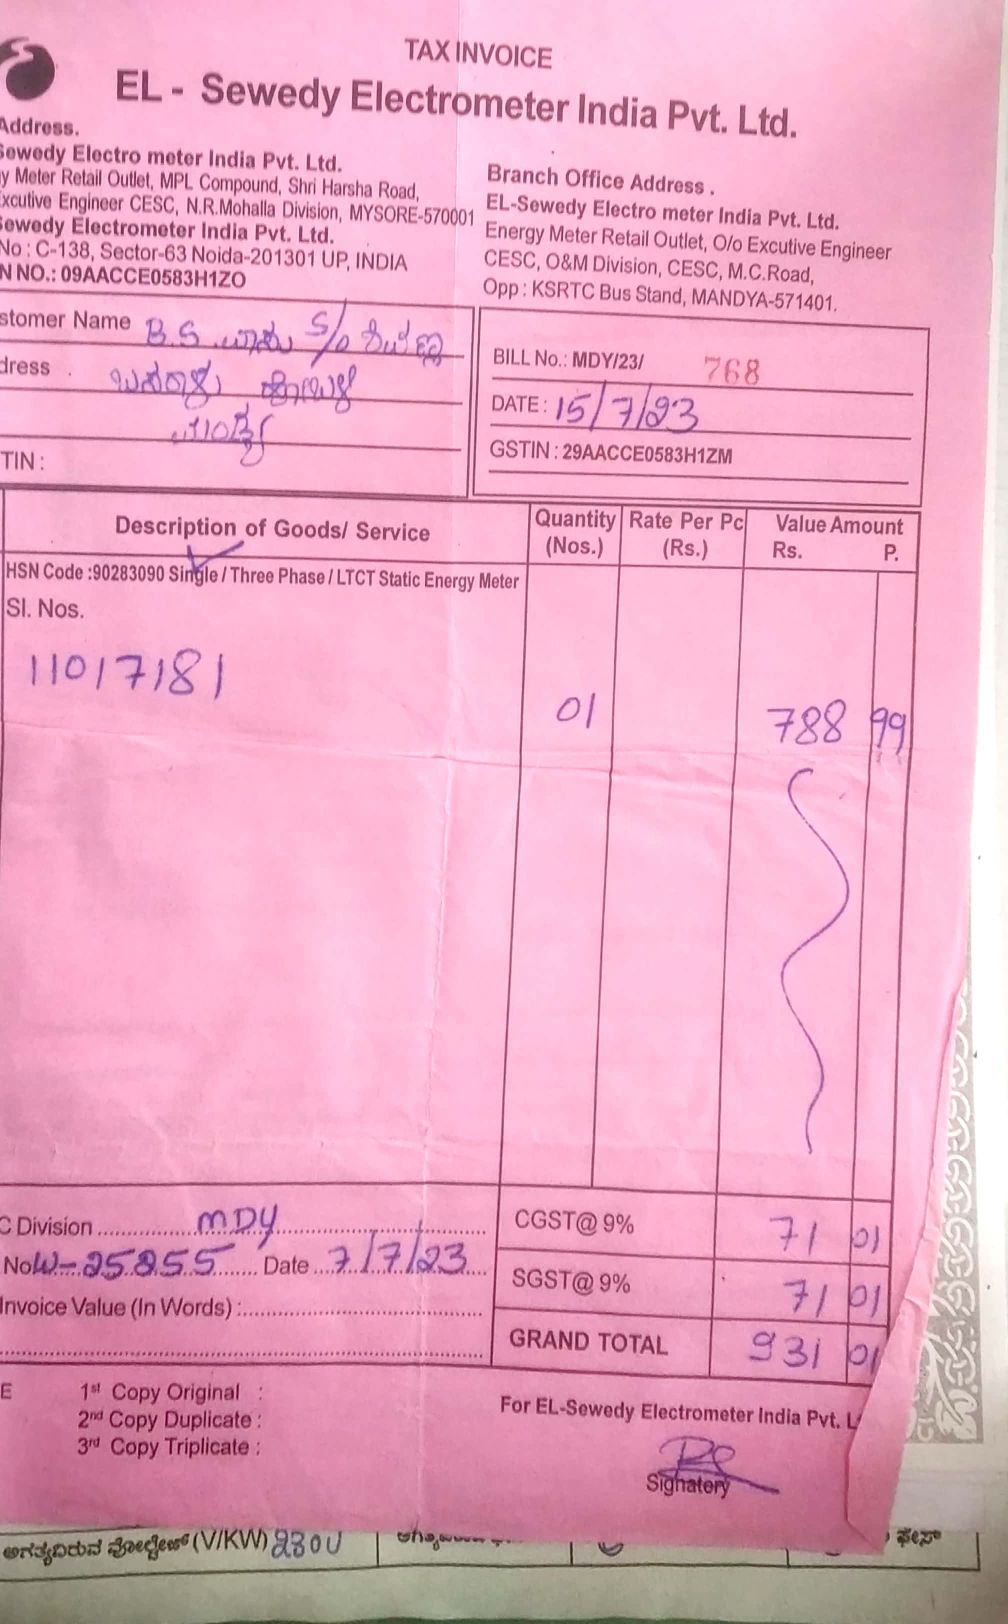 TAX INVOICE
EL - Sewedy Electrometer India Pvt. Ltd.
Address.
Sewedy Electro meter India Pvt. Ltd.
y Meter Retail Outlet, MPL Compound, Shri Harsha Road,
xcutive Engineer CESC, N.R.Mohalla Division, MYSORE-570001
Sewedy Electrometer India Pvt. Ltd.
No : C-138, Sector-63 Noida-201301 UP, INDIA
N NO.: 09AACCE0583H1ZO
Branch Office Address .
EL-Sewedy Electro meter India Pvt. Ltd.
Energy Meter Retail Outlet, O/o Excutive Engineer
CESC, O&M Division, CESC, M.C.Road,
Opp : KSRTC Bus Stand, MANDYA-571401.
stomer Name B.S S/o
dress .
ಮಂಡ್ಯ
TIN :
BILL No.: MDY/23/ 768
DATE : 15/7/23
GSTIN : 29AACCE0583H1ZM
Description of Goods/ Service Quantity (Nos.) Rate Per Pc (Rs.) Value Amount Rs. P.
HSN Code :90283090 Single / Three Phase / LTCT Static Energy Meter
Sl. Nos.
11017181 01 788 99
C Division MDY CGST@ 9% 71 01
No W-25255 Date 7/7/23 SGST@ 9% 71 01
Invoice Value (In Words) :
GRAND TOTAL 931 01
E 1st Copy Original :
2nd Copy Duplicate :
3rd Copy Triplicate :
For EL-Sewedy Electrometer India Pvt. L
Signatery
ಅಗತ್ಯವಿರುವ ವೋಲ್ಟೇಜ್ (V/KW) 230V
ಫೇಸ್